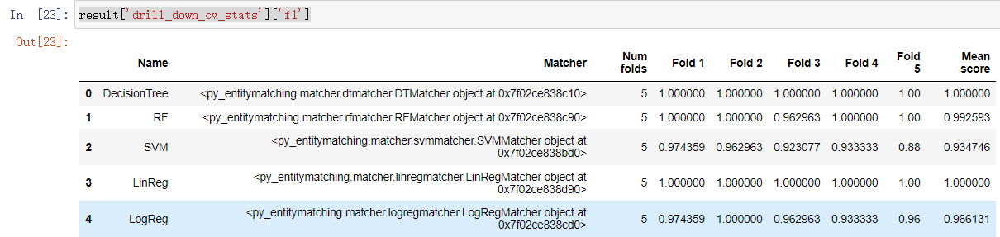 In [23]: result['drill_down_cv_stats']['f1']
Out[23]:
Name Matcher Num folds Fold 1 Fold 2 Fold 3 Fold 4 Fold 5 Mean score
0 DecisionTree <py_entitymatching.matcher.dtmatcher.DTMatcher object at 0x7f02ce838c10> 5 1.000000 1.000000 1.000000 1.000000 1.00 1.000000
1 RF <py_entitymatching.matcher.rfmatcher.RFMatcher object at 0x7f02ce838c90> 5 1.000000 1.000000 0.962963 1.000000 1.00 0.992593
2 SVM <py_entitymatching.matcher.svmmatcher.SVMMatcher object at 0x7f02ce838bd0> 5 0.974359 0.962963 0.923077 0.933333 0.88 0.934746
3 LinReg <py_entitymatching.matcher.linregmatcher.LinRegMatcher object at 0x7f02ce838d90> 5 1.000000 1.000000 1.000000 1.000000 1.00 1.000000
4 LogReg <py_entitymatching.matcher.logregmatcher.LogRegMatcher object at 0x7f02ce838cd0> 5 0.974359 1.000000 0.962963 0.933333 0.96 0.966131